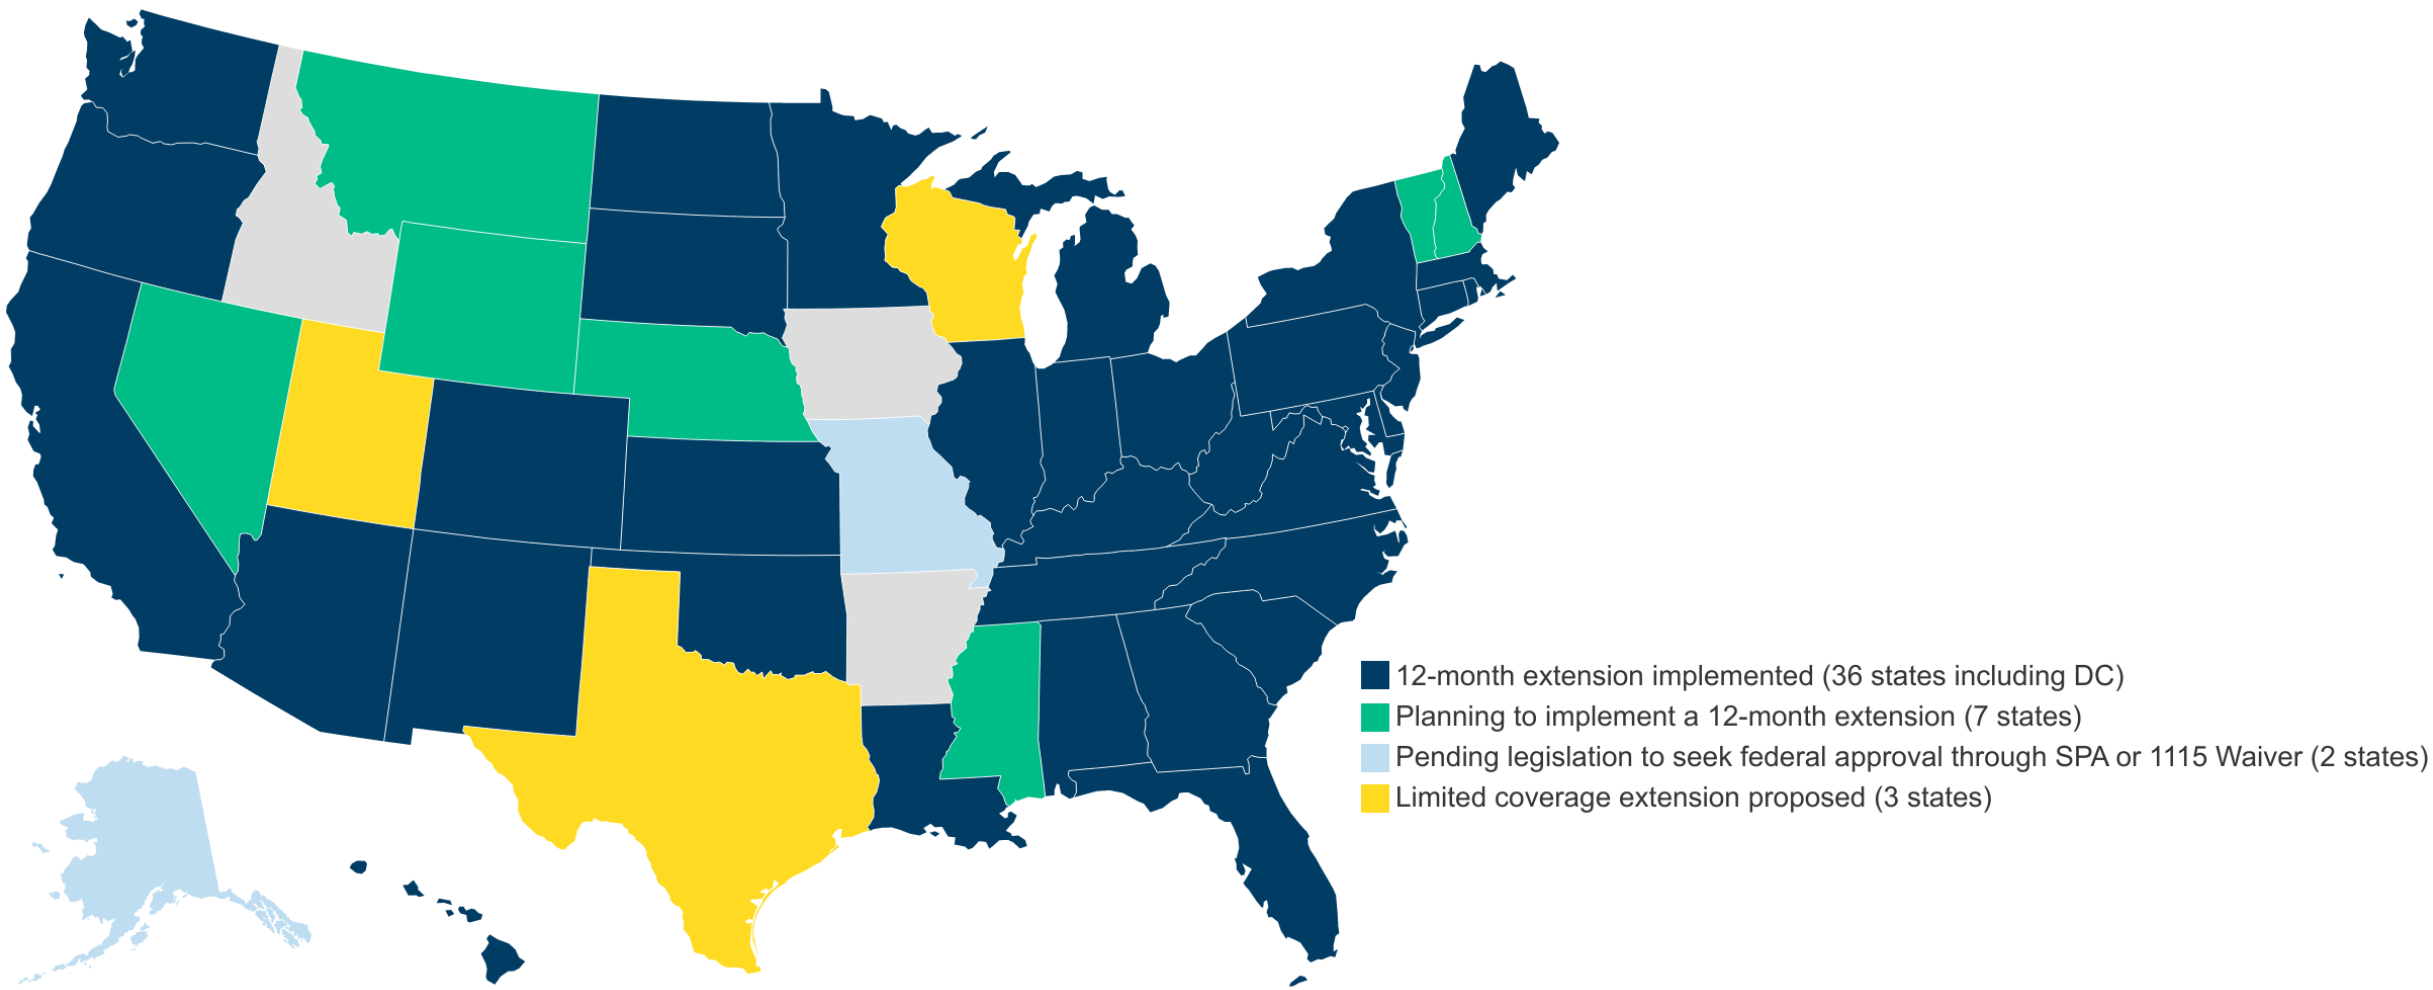 12-month extension implemented (36 states including DC)
Planning to implement a 12-month extension (7 states)
Pending legislation to seek federal approval through SPA or 1115 Waiver (2 states)
Limited coverage extension proposed (3 states)